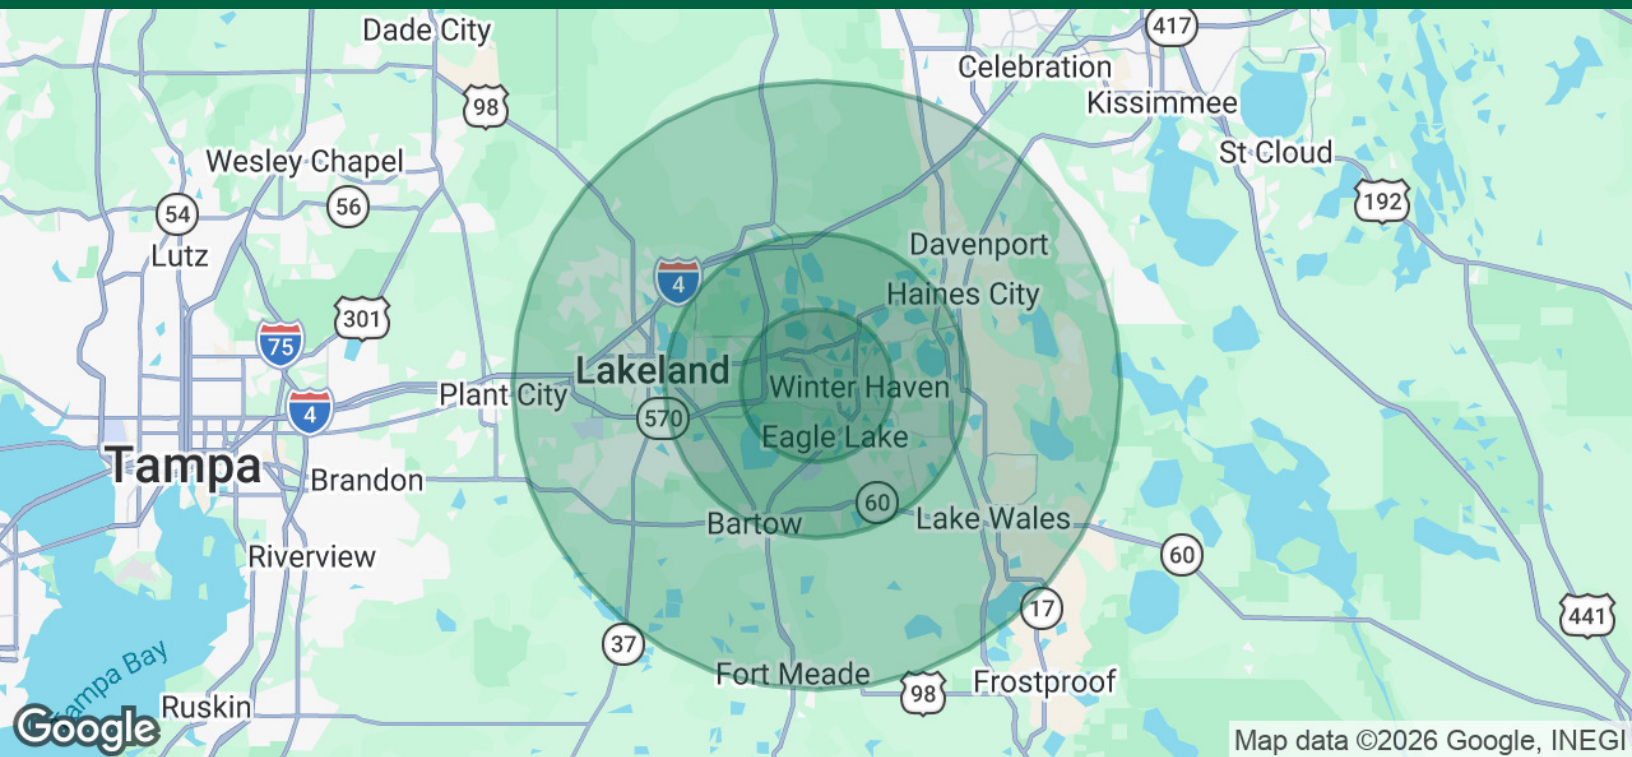 Dade City
417
Celebration
98
Kissimmee
Wesley Chapel
St Cloud
54
56
192
Lutz
Davenport
4
Haines City
301
75
Lakeland
Winter Haven
Plant City
4
570
Eagle Lake
Tampa
Brandon
60
Bartow
Lake Wales
Riverview
60
17
441
37
Tampa Bay
Fort Meade
98
Frostproof
Ruskin
Google
Map data ©2026 Google, INEGI